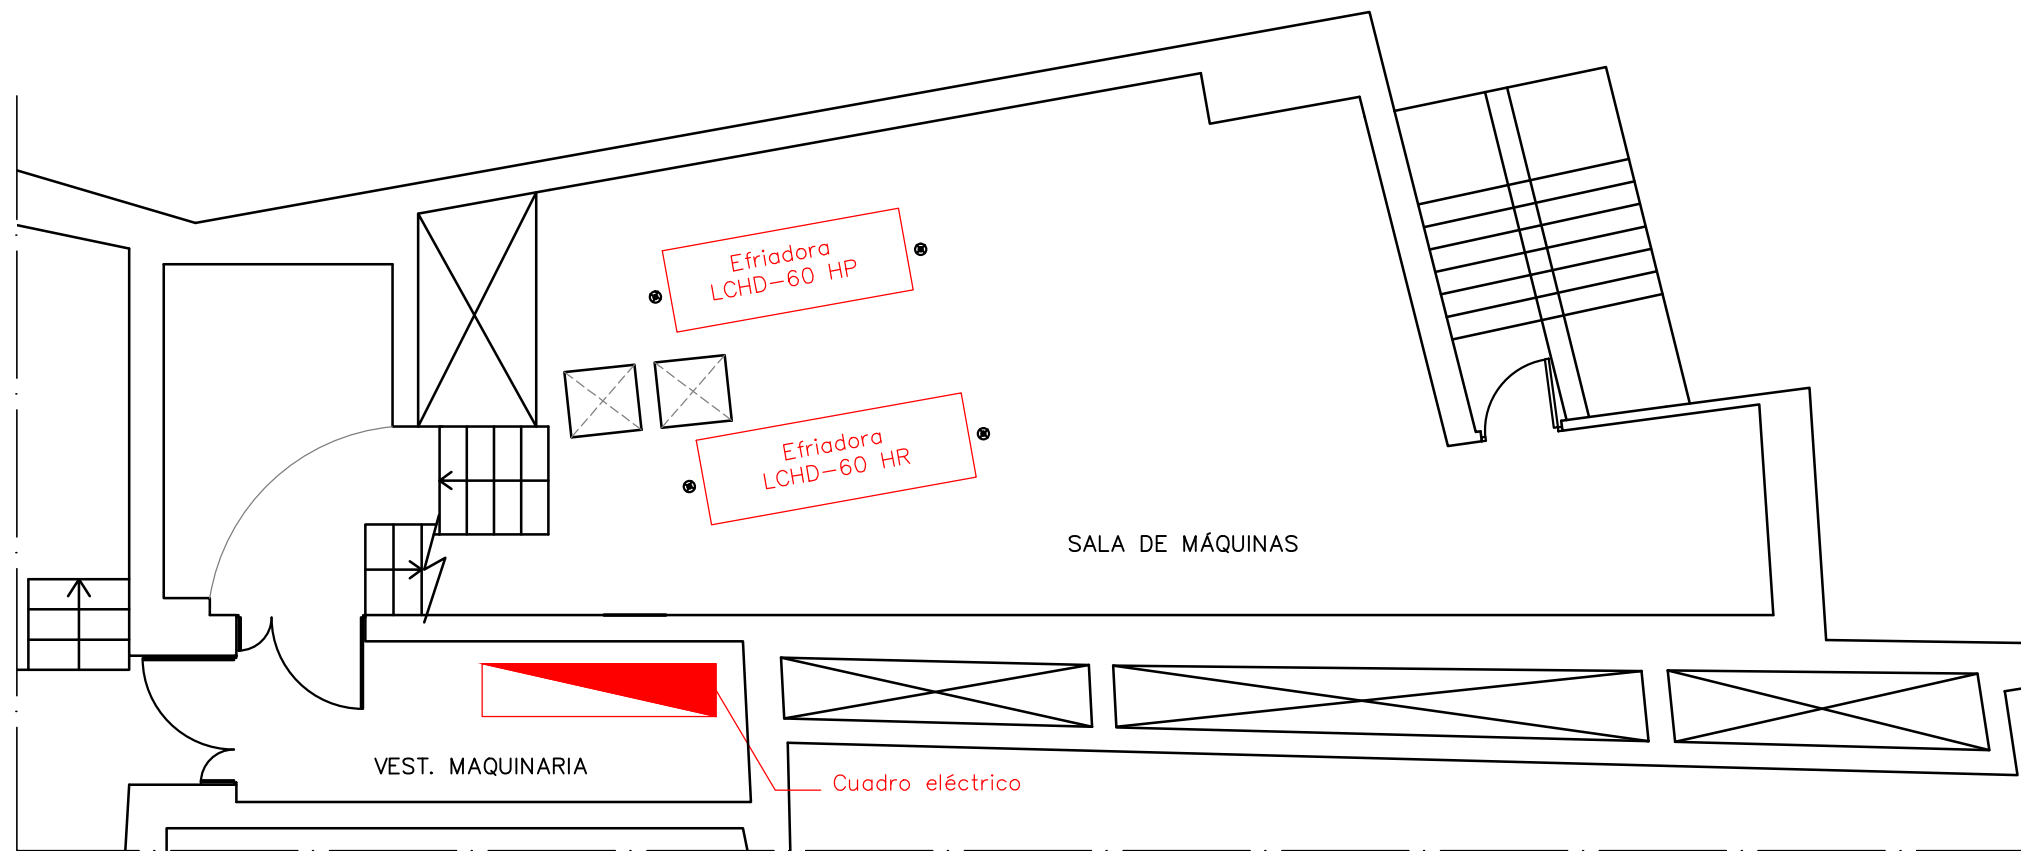 Efriadora
LCHD-60 HP
Efriadora
LCHD-60 HR
SALA DE MÁQUINAS
VEST. MAQUINARIA
Cuadro eléctrico